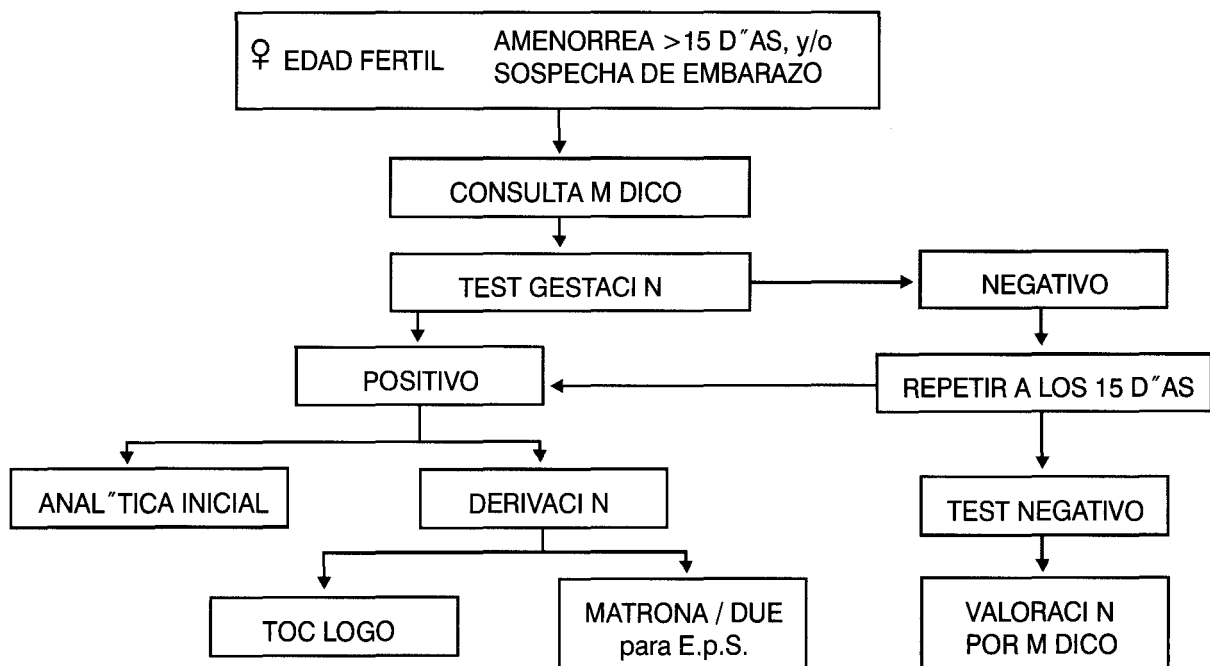 ♀ EDAD FERTIL
AMENORREA >15 D˝AS, y/o
SOSPECHA DE EMBARAZO
CONSULTA M DICO
TEST GESTACI N
NEGATIVO
POSITIVO
REPETIR A LOS 15 D˝AS
ANAL˝TICA INICIAL
DERIVACI N
TEST NEGATIVO
TOC LOGO
MATRONA / DUE
para E.p.S.
VALORACI N
POR M DICO